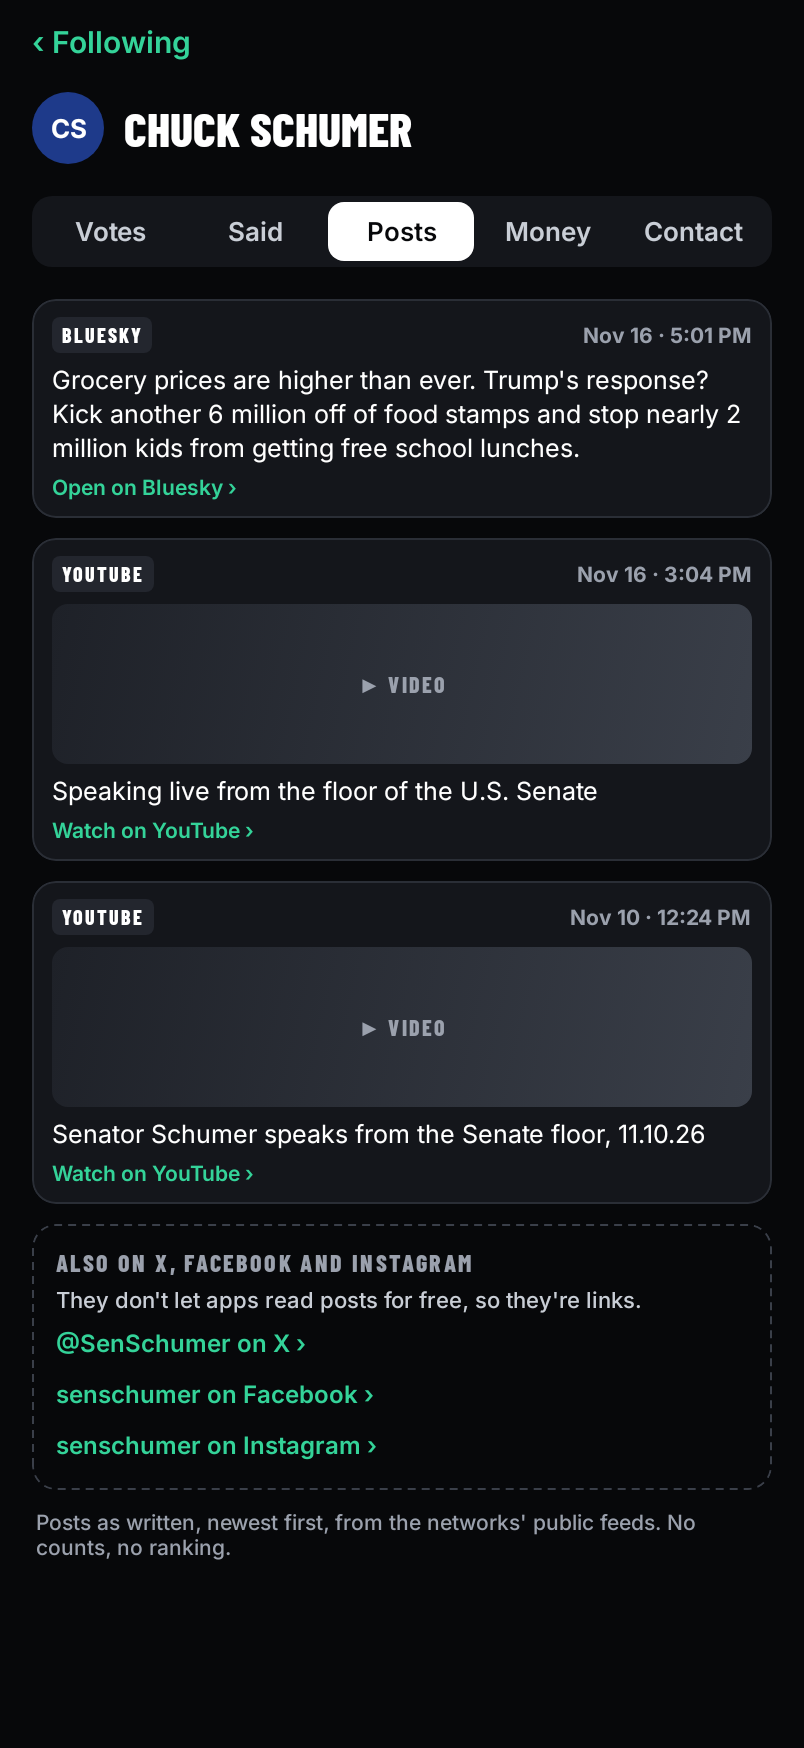 ‹ Following
CS
CHUCK SCHUMER
Votes
Said
Posts
Money
Contact
BLUESKY
Nov 16 · 5:01 PM
Grocery prices are higher than ever. Trump's response?
Kick another 6 million off of food stamps and stop nearly 2
million kids from getting free school lunches.
Open on Bluesky ›
YOUTUBE
Nov 16 · 3:04 PM
▶ VIDEO
Speaking live from the floor of the U.S. Senate
Watch on YouTube ›
YOUTUBE
Nov 10 · 12:24 PM
▶ VIDEO
Senator Schumer speaks from the Senate floor, 11.10.26
Watch on YouTube ›
ALSO ON X, FACEBOOK AND INSTAGRAM
They don't let apps read posts for free, so they're links.
@SenSchumer on X ›
senschumer on Facebook ›
senschumer on Instagram ›
Posts as written, newest first, from the networks' public feeds. No
counts, no ranking.